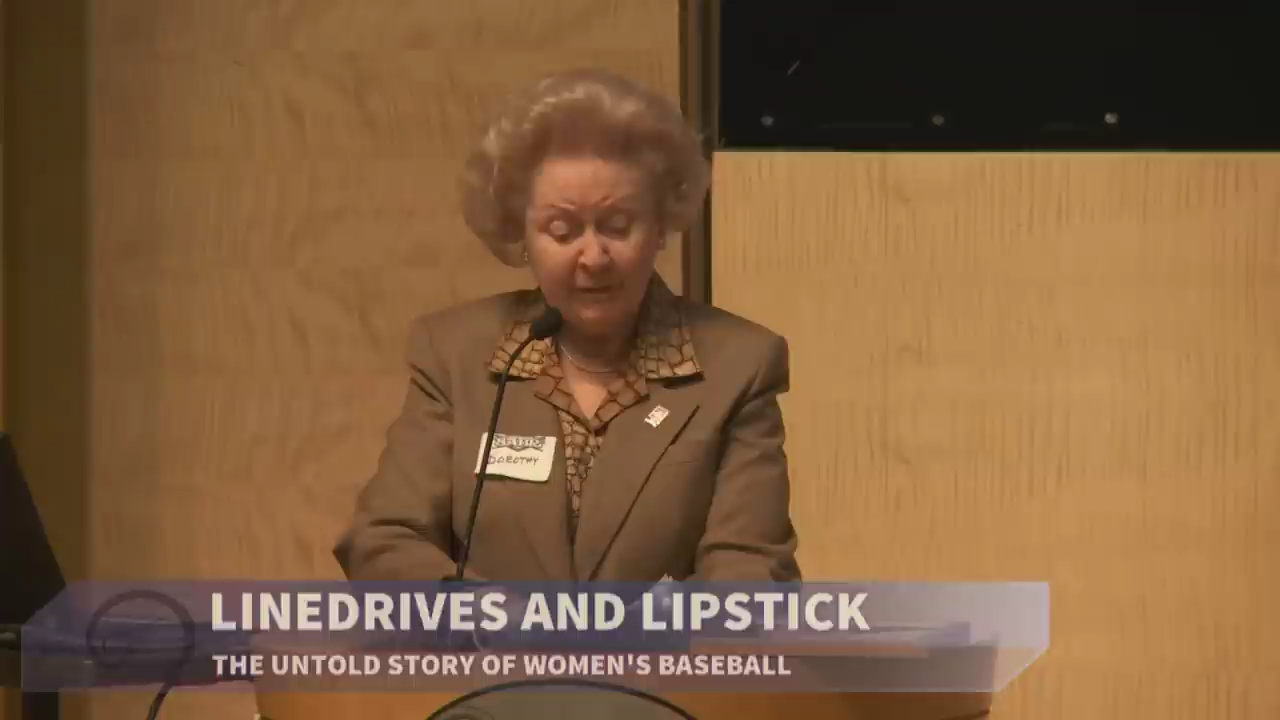 DOROTHY
LINEDRIVES AND LIPSTICK
THE UNTOLD STORY OF WOMEN'S BASEBALL